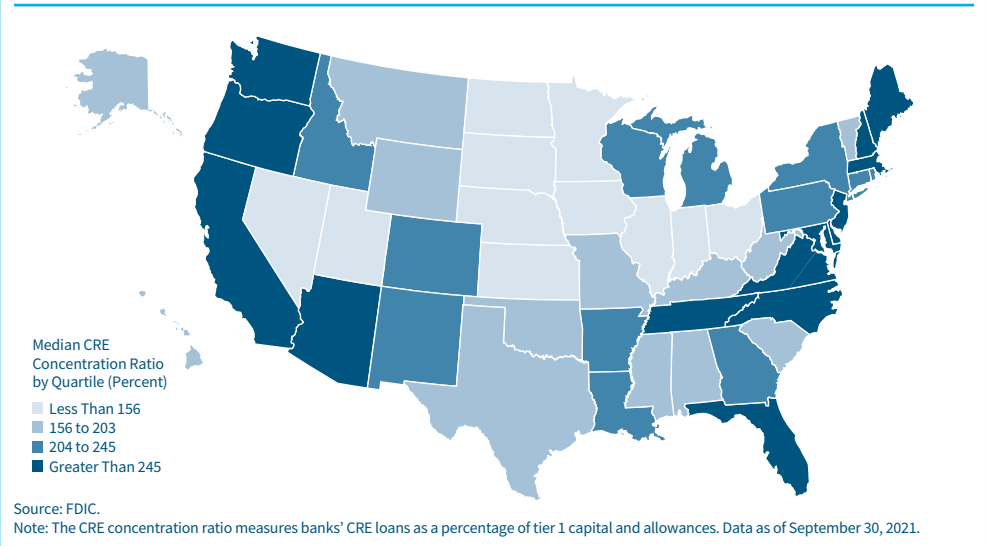 Median CRE
Concentration Ratio
by Quartile (Percent)
Less Than 156
156 to 203
204 to 245
Greater Than 245
Source: FDIC.
Note: The CRE concentration ratio measures banks’ CRE loans as a percentage of tier 1 capital and allowances. Data as of September 30, 2021.